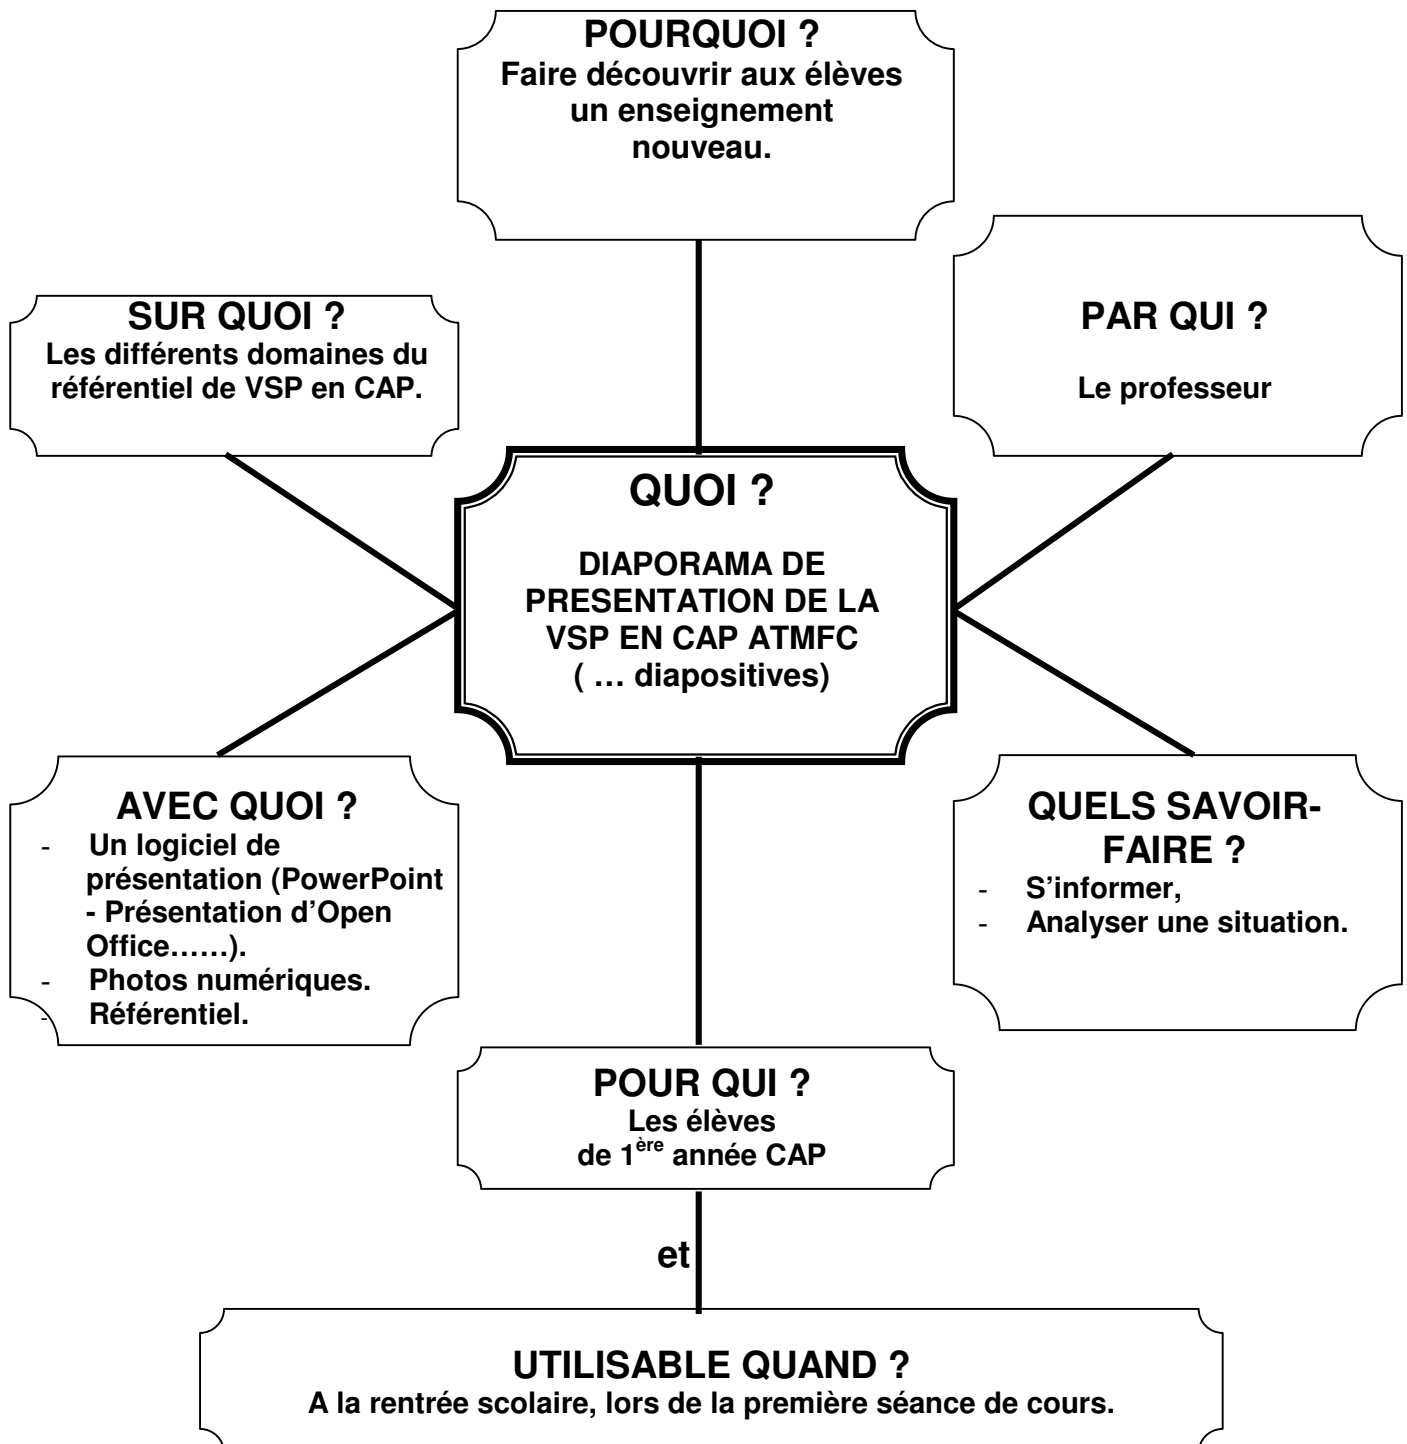 POURQUOI ?
Faire découvrir aux élèves
un enseignement
nouveau.
SUR QUOI ?
Les différents domaines du
référentiel de VSP en CAP.
PAR QUI ?
Le professeur
QUOI ?
DIAPORAMA DE
PRESENTATION DE LA
VSP EN CAP ATMFC
( … diapositives)
AVEC QUOI ?
- Un logiciel de
présentation (PowerPoint
- Présentation d’Open
Office……).
- Photos numériques.
- Référentiel.
QUELS SAVOIR-
FAIRE ?
- S’informer,
- Analyser une situation.
POUR QUI ?
Les élèves
de 1ère année CAP
et
UTILISABLE QUAND ?
A la rentrée scolaire, lors de la première séance de cours.